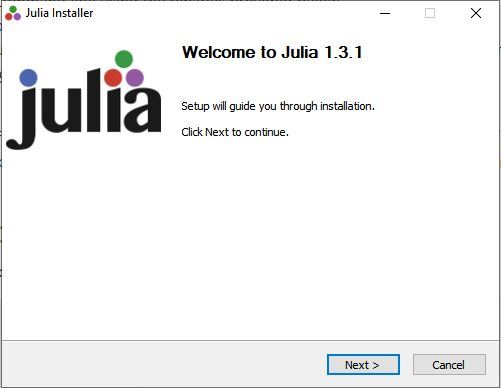 Julia Installer
julia
Welcome to Julia 1.3.1
Setup will guide you through installation.
Click Next to continue.
Next >
Cancel